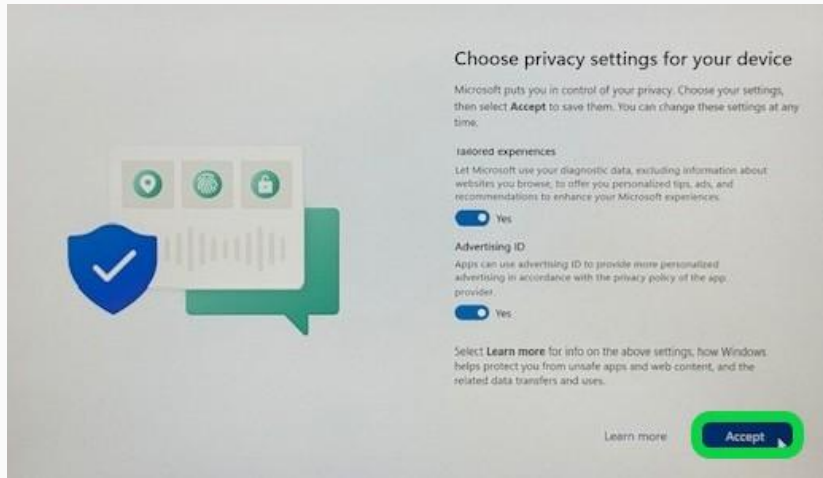 Choose privacy settings for your device
Microsoft puts you in control of your privacy. Choose your settings,
then select Accept to save them. You can change these settings at any
time.
Tailored experiences
Let Microsoft use your diagnostic data, excluding information about
websites you browse, to offer you personalized tips, ads, and
recommendations to enhance your Microsoft experiences.
Yes
Advertising ID
Apps can use advertising ID to provide more personalized
advertising in accordance with the privacy policy of the app
provider.
Yes
Select Learn more for info on the above settings, how Windows
helps protect you from unsafe apps and web content, and the
related data transfers and uses.
Learn more
Accept